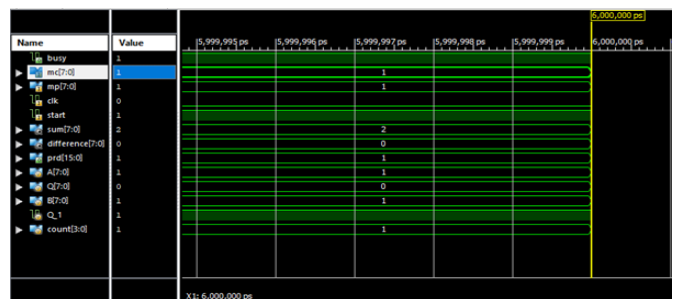 6,000,000 ps
Name Value 5,999,995 ps 5,999,996 ps 5,999,997 ps 5,999,998 ps 5,999,999 ps 6,000,000 ps
busy 1
mc[7:0] 1 1
mp[7:0] 1 1
clk 0
start 1
sum[7:0] 2 2
difference[7:0] 0 0
prd[15:0] 1 1
A[7:0] 1 1
Q[7:0] 0 0
B[7:0] 1 1
Q_1 1
count[3:0] 1 1
X1: 6,000,000 ps